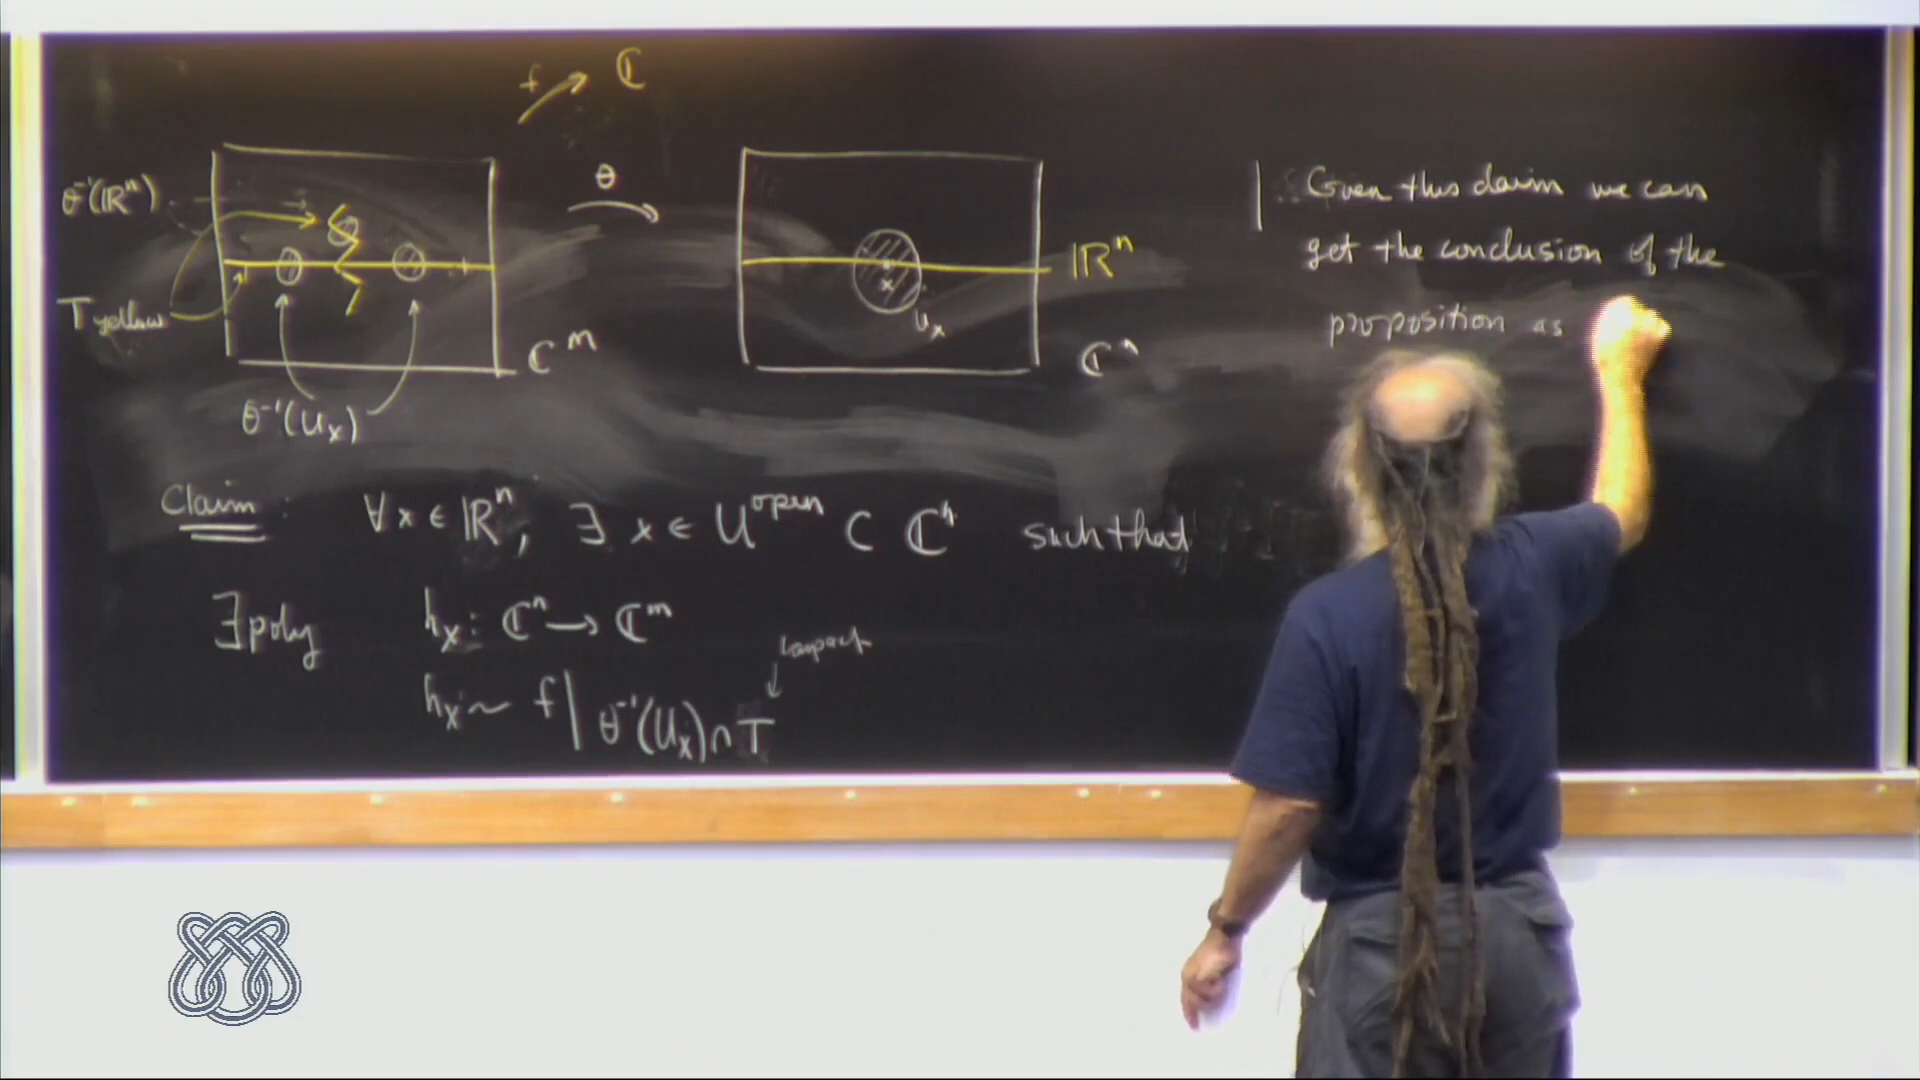 f ℂ
θ⁻¹(ℝⁿ)
θ
ℝⁿ
x
Uₓ
T yellow
ℂᵐ
ℂⁿ
θ⁻¹(Uₓ)
Claim: ∀x ∈ ℝⁿ, ∃ x ∈ U^open ⊂ ℂⁿ such that
∃ poly hₓ: ℂⁿ → ℂᵐ
compact
hₓ ~ f | θ⁻¹(Uₓ) ∩ T
Given this claim we can
get the conclusion of the
proposition as